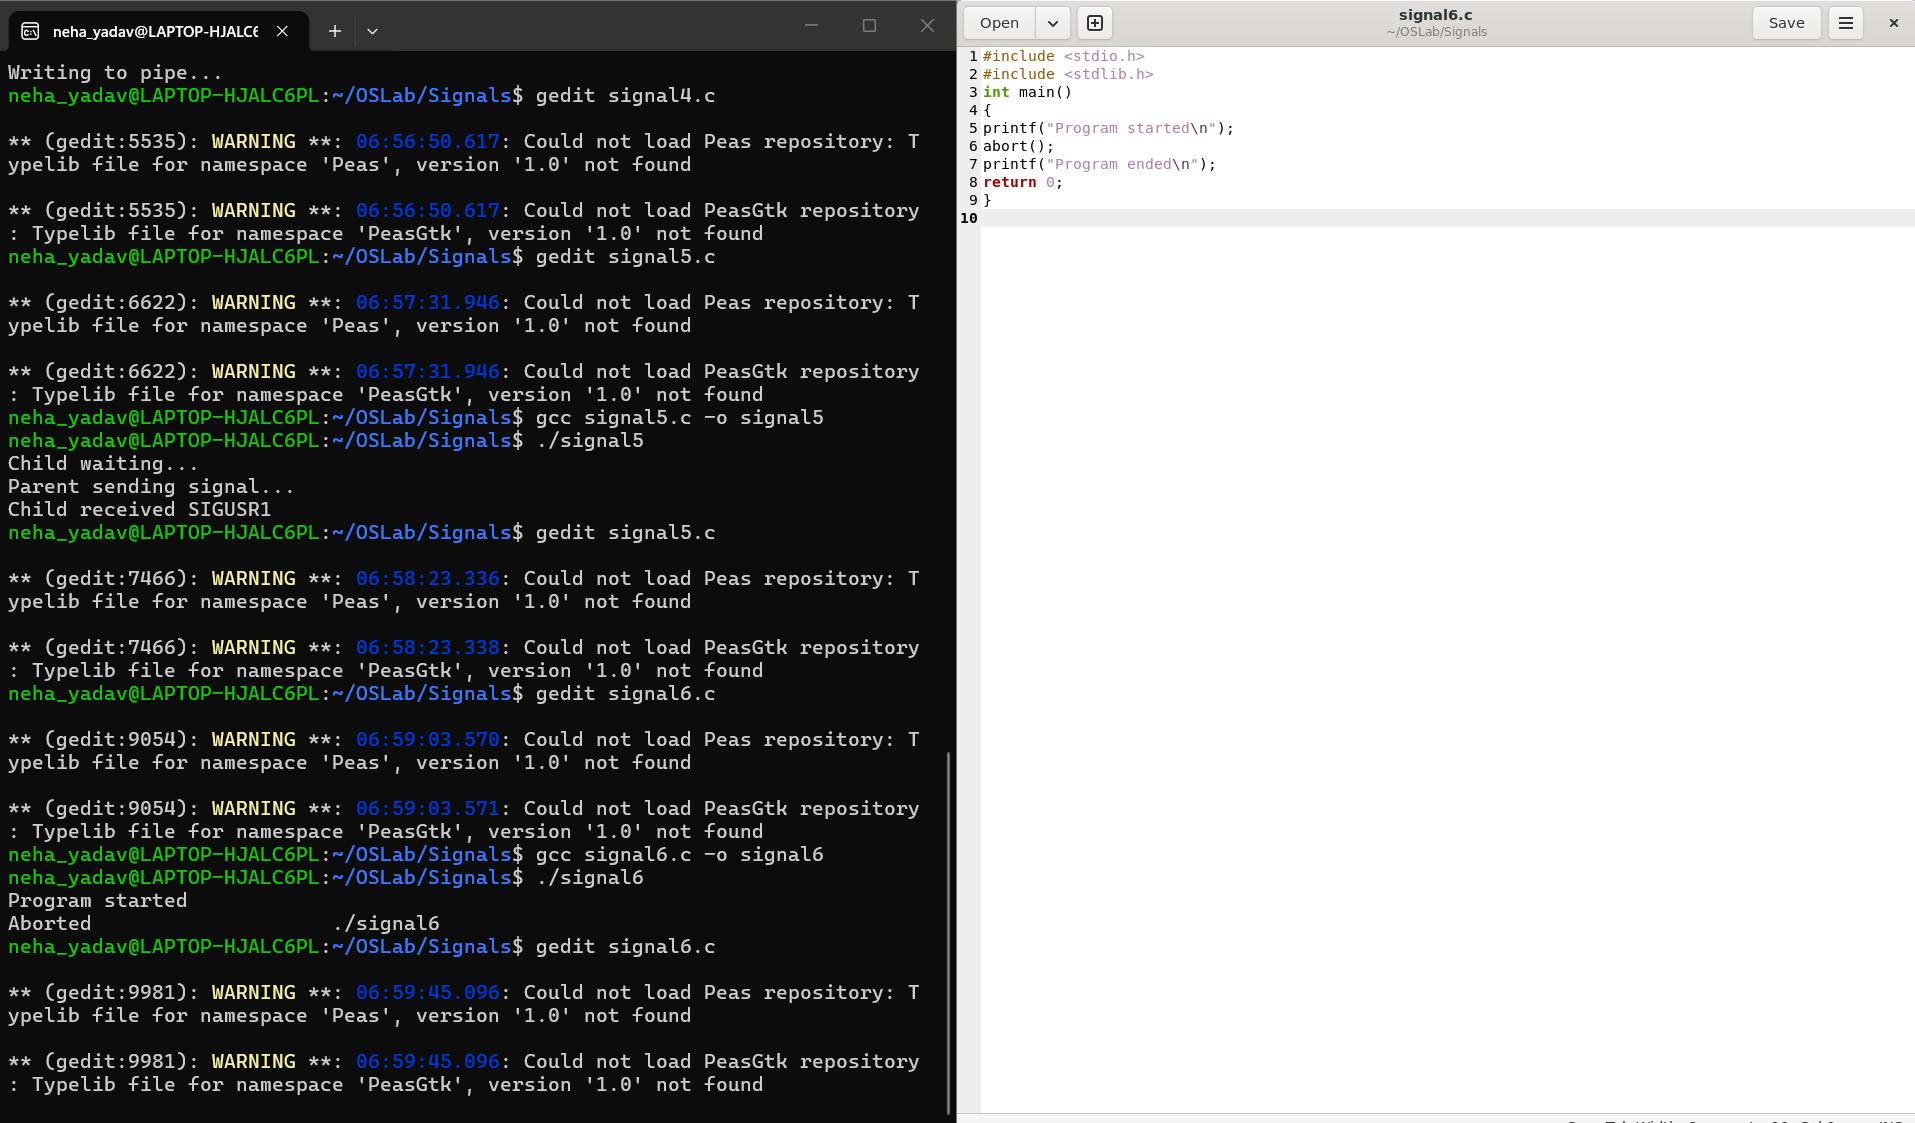 neha_yadav@LAPTOP-HJALC6
Writing to pipe...
neha_yadav@LAPTOP-HJALC6PL:~/OSLab/Signals$ gedit signal4.c
** (gedit:5535): WARNING **: 06:56:50.617: Could not load Peas repository: T
ypelib file for namespace 'Peas', version '1.0' not found
** (gedit:5535): WARNING **: 06:56:50.617: Could not load PeasGtk repository
: Typelib file for namespace 'PeasGtk', version '1.0' not found
neha_yadav@LAPTOP-HJALC6PL:~/OSLab/Signals$ gedit signal5.c
** (gedit:6622): WARNING **: 06:57:31.946: Could not load Peas repository: T
ypelib file for namespace 'Peas', version '1.0' not found
** (gedit:6622): WARNING **: 06:57:31.946: Could not load PeasGtk repository
: Typelib file for namespace 'PeasGtk', version '1.0' not found
neha_yadav@LAPTOP-HJALC6PL:~/OSLab/Signals$ gcc signal5.c -o signal5
neha_yadav@LAPTOP-HJALC6PL:~/OSLab/Signals$ ./signal5
Child waiting...
Parent sending signal...
Child received SIGUSR1
neha_yadav@LAPTOP-HJALC6PL:~/OSLab/Signals$ gedit signal5.c
** (gedit:7466): WARNING **: 06:58:23.336: Could not load Peas repository: T
ypelib file for namespace 'Peas', version '1.0' not found
** (gedit:7466): WARNING **: 06:58:23.338: Could not load PeasGtk repository
: Typelib file for namespace 'PeasGtk', version '1.0' not found
neha_yadav@LAPTOP-HJALC6PL:~/OSLab/Signals$ gedit signal6.c
** (gedit:9054): WARNING **: 06:59:03.570: Could not load Peas repository: T
ypelib file for namespace 'Peas', version '1.0' not found
** (gedit:9054): WARNING **: 06:59:03.571: Could not load PeasGtk repository
: Typelib file for namespace 'PeasGtk', version '1.0' not found
neha_yadav@LAPTOP-HJALC6PL:~/OSLab/Signals$ gcc signal6.c -o signal6
neha_yadav@LAPTOP-HJALC6PL:~/OSLab/Signals$ ./signal6
Program started
Aborted                    ./signal6
neha_yadav@LAPTOP-HJALC6PL:~/OSLab/Signals$ gedit signal6.c
** (gedit:9981): WARNING **: 06:59:45.096: Could not load Peas repository: T
ypelib file for namespace 'Peas', version '1.0' not found
** (gedit:9981): WARNING **: 06:59:45.096: Could not load PeasGtk repository
: Typelib file for namespace 'PeasGtk', version '1.0' not found
Open
signal6.c
~/OSLab/Signals
Save
1 #include <stdio.h>
2 #include <stdlib.h>
3 int main()
4 {
5 printf("Program started\n");
6 abort();
7 printf("Program ended\n");
8 return 0;
9 }
10